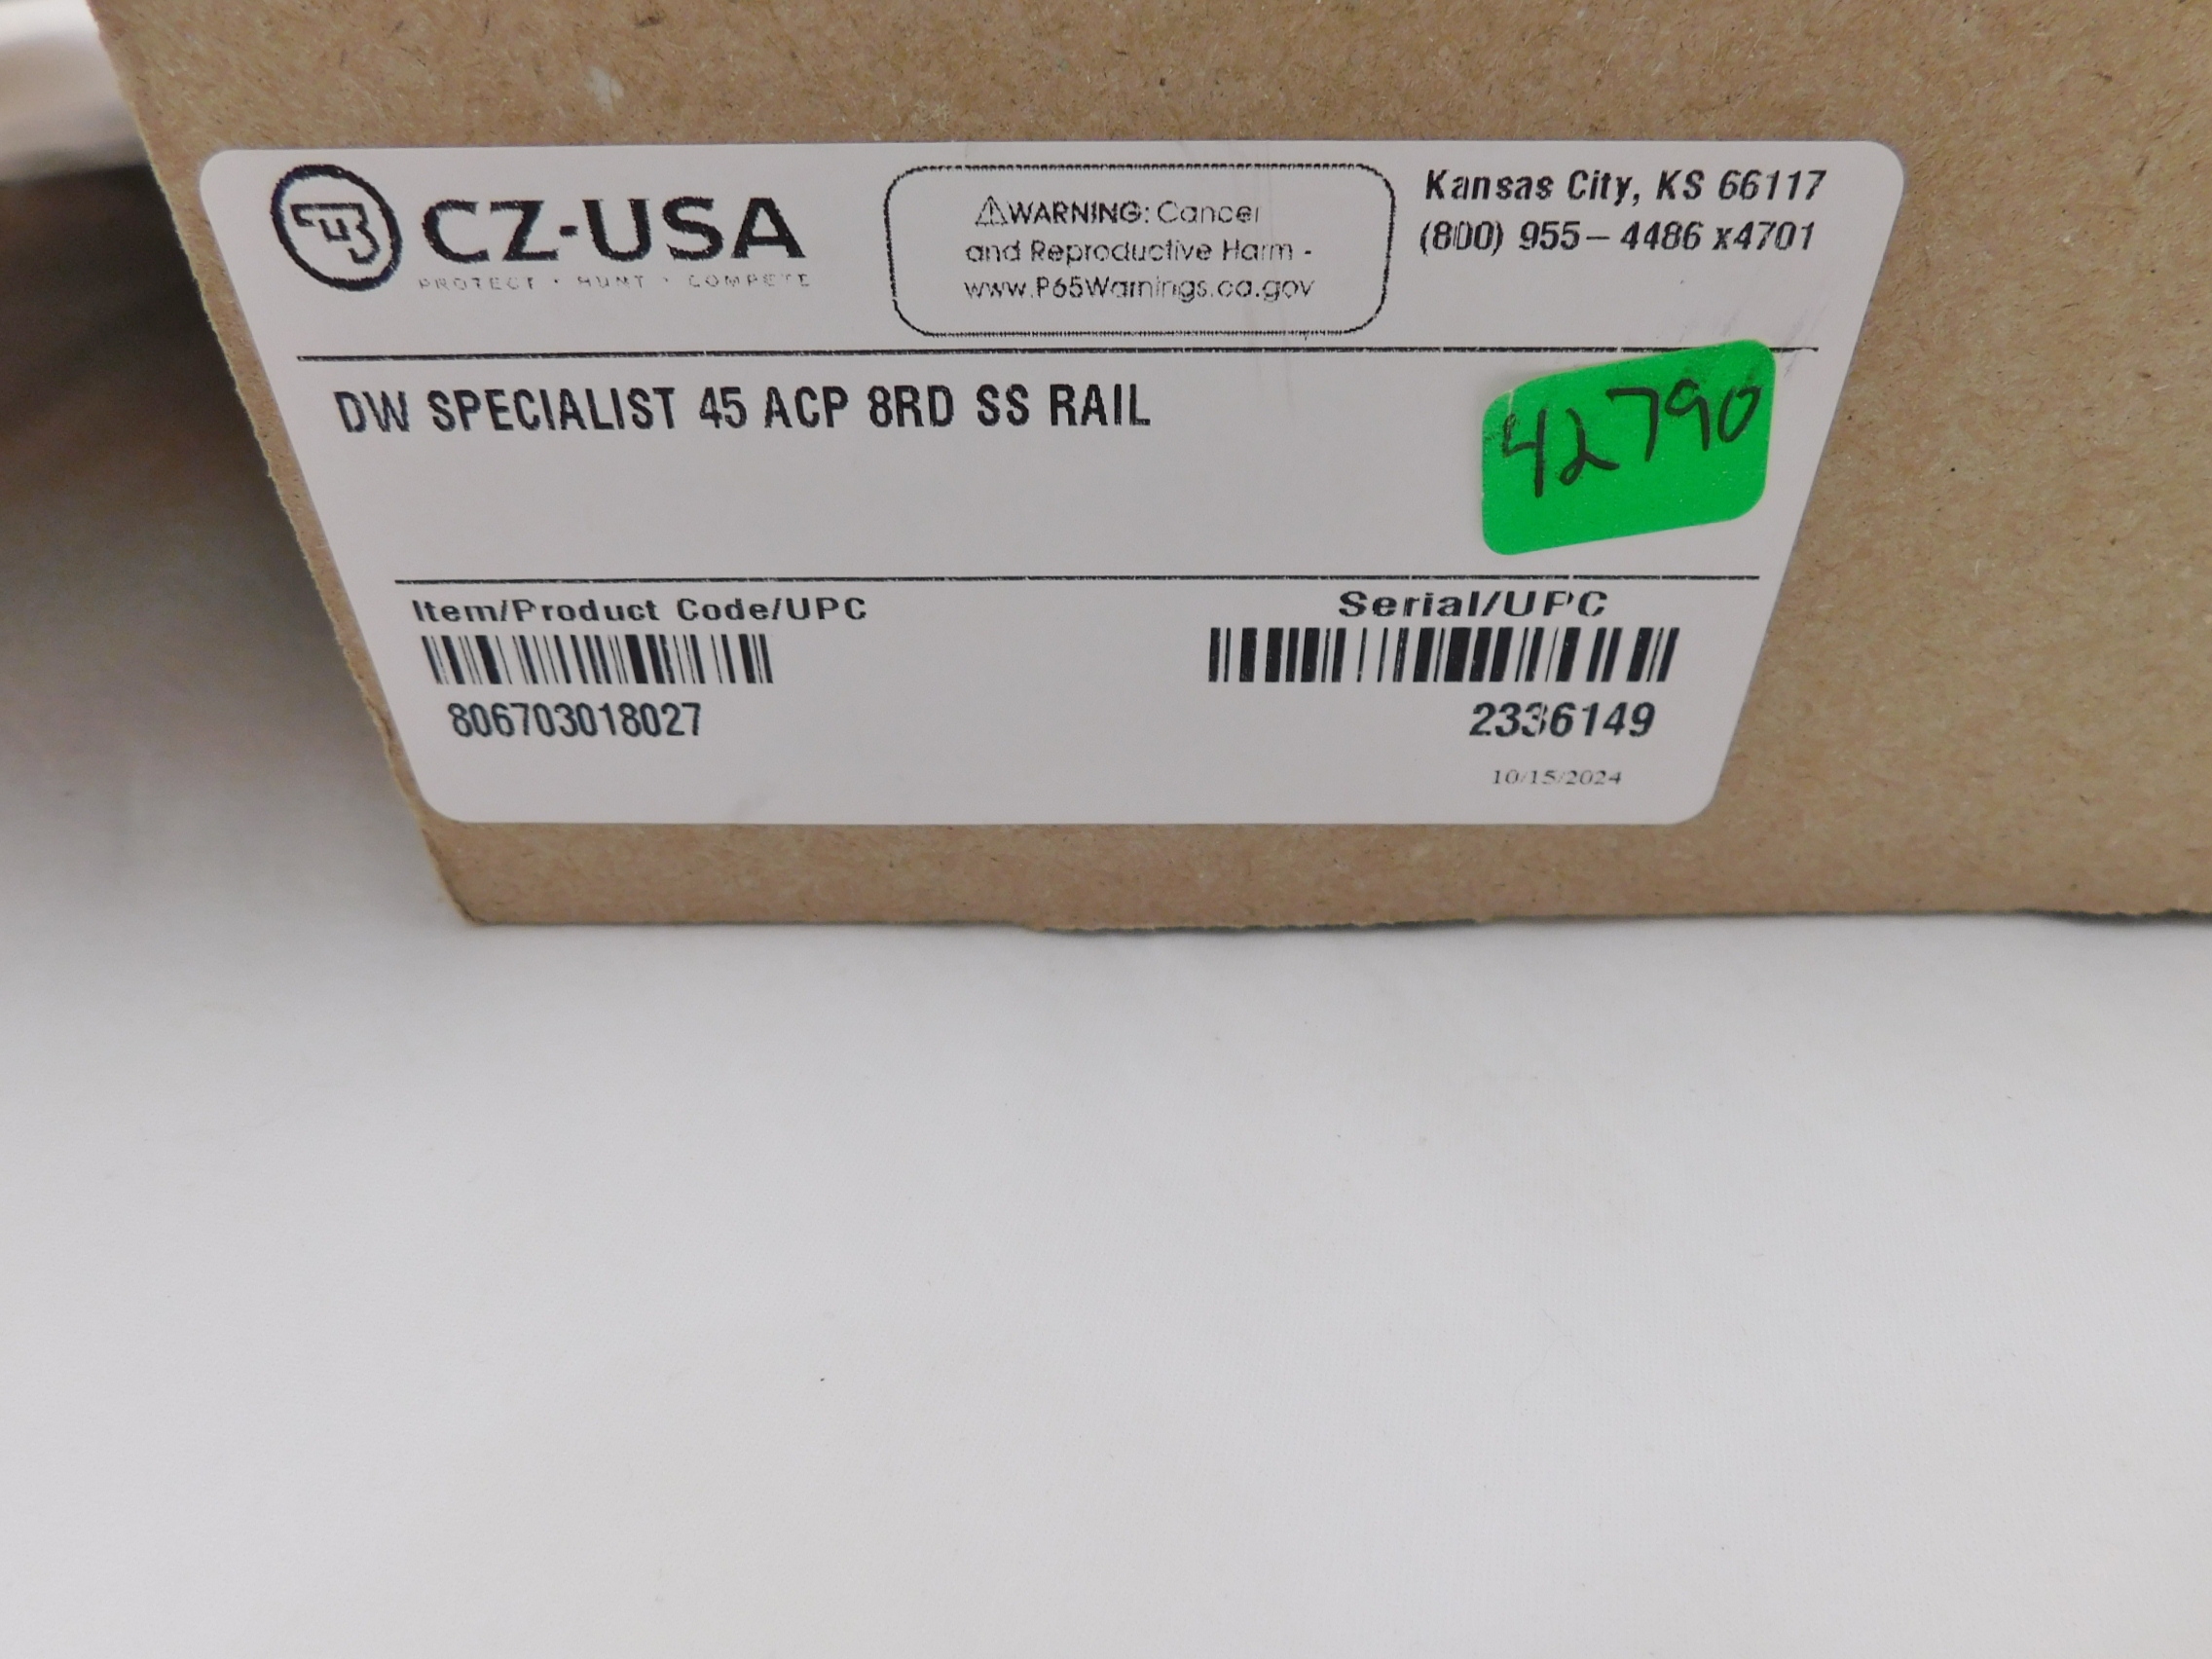 CZ-USA
PROTECT · HUNT · COMPETE
⚠WARNING: Cancer
and Reproductive Harm -
www.P65Warnings.ca.gov
Kansas City, KS 66117
(800) 955-4486 x4701
DW SPECIALIST 45 ACP 8RD SS RAIL
42790
Item/Product Code/UPC
806703018027
Serial/UPC
2336149
10/15/2024